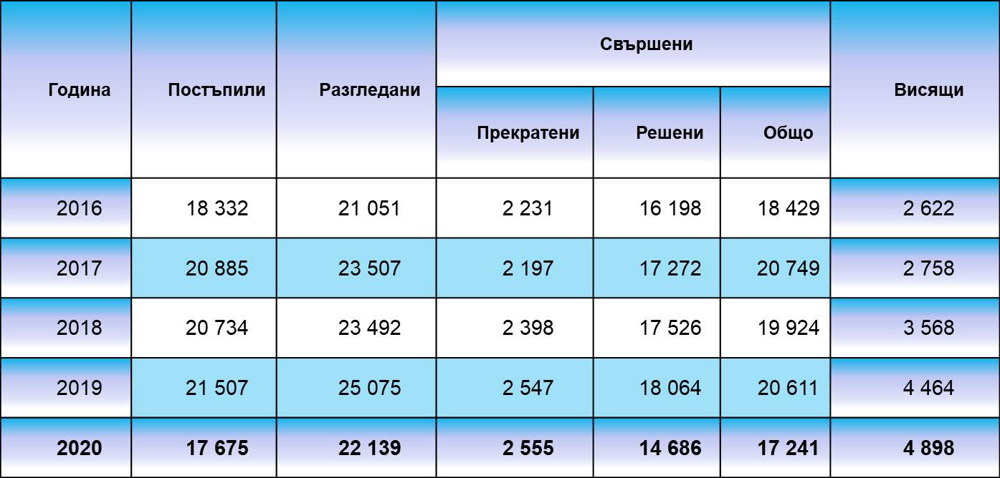 Година Постъпили Разгледани Свършени Висящи
Прекратени Решени Общо
2016 18 332 21 051 2 231 16 198 18 429 2 622
2017 20 885 23 507 2 197 17 272 20 749 2 758
2018 20 734 23 492 2 398 17 526 19 924 3 568
2019 21 507 25 075 2 547 18 064 20 611 4 464
2020 17 675 22 139 2 555 14 686 17 241 4 898